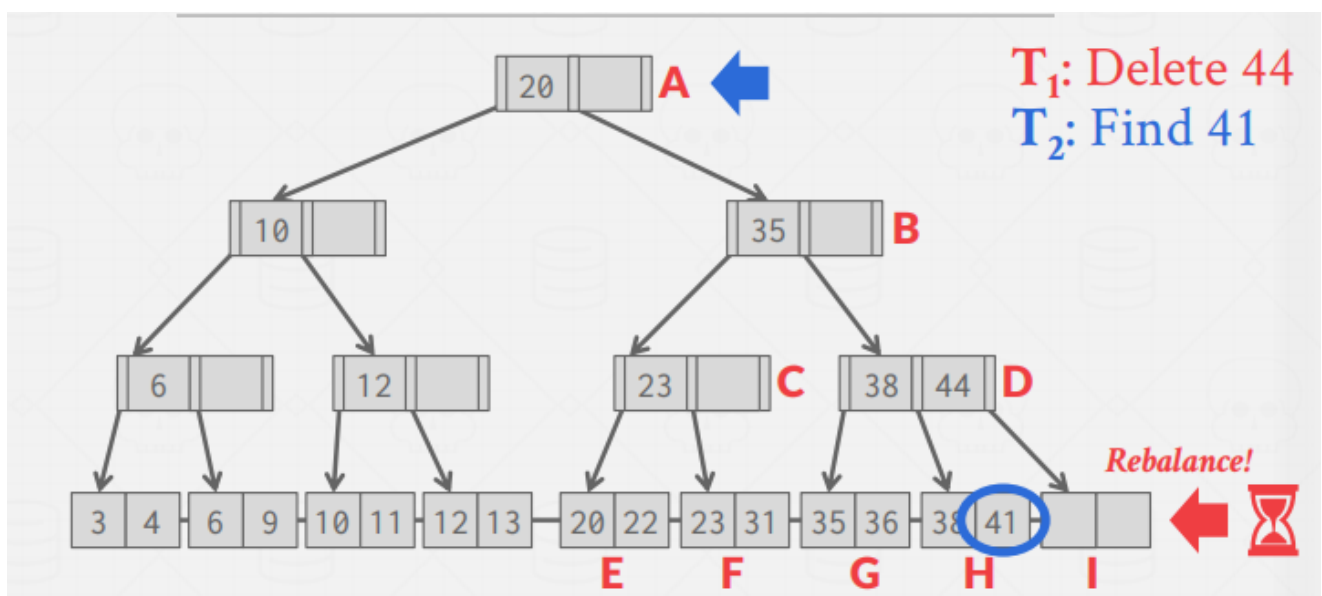 T1: Delete 44
T2: Find 41
20 A
10
35 B
6
12
23 C
38 44 D
Rebalance!
3 4 6 9 10 11 12 13 20 22 23 31 35 36 38 41
E F G H I